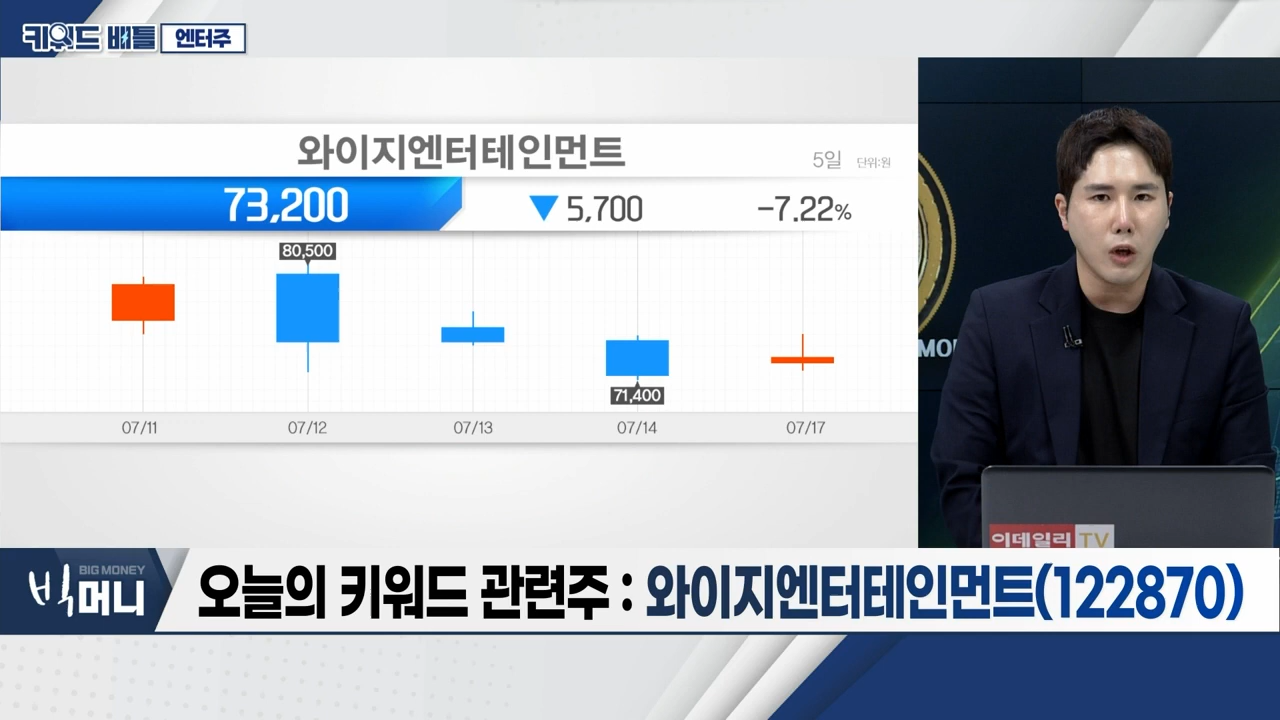 키워드 배틀 엔터주
와이지엔터테인먼트
5일 단위:원
73,200 ▼ 5,700 -7.22%
80,500
71,400
07/11 07/12 07/13 07/14 07/17
MO
이데일리 TV
빅머니 BIG MONEY
오늘의 키워드 관련주 : 와이지엔터테인먼트(122870)